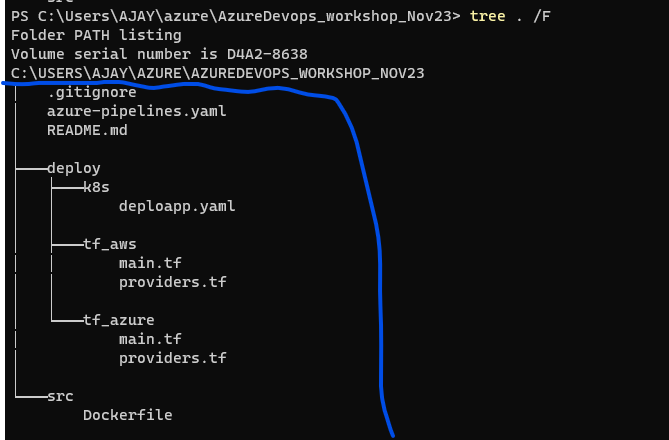 PS C:\Users\AJAY\azure\AzureDevops_workshop_Nov23> tree . /F
Folder PATH listing
Volume serial number is D4A2-8638
C:\USERS\AJAY\AZURE\AZUREDEVOPS_WORKSHOP_NOV23
.gitignore
azure-pipelines.yaml
README.md
deploy
k8s
deploapp.yaml
tf_aws
main.tf
providers.tf
tf_azure
main.tf
providers.tf
src
Dockerfile